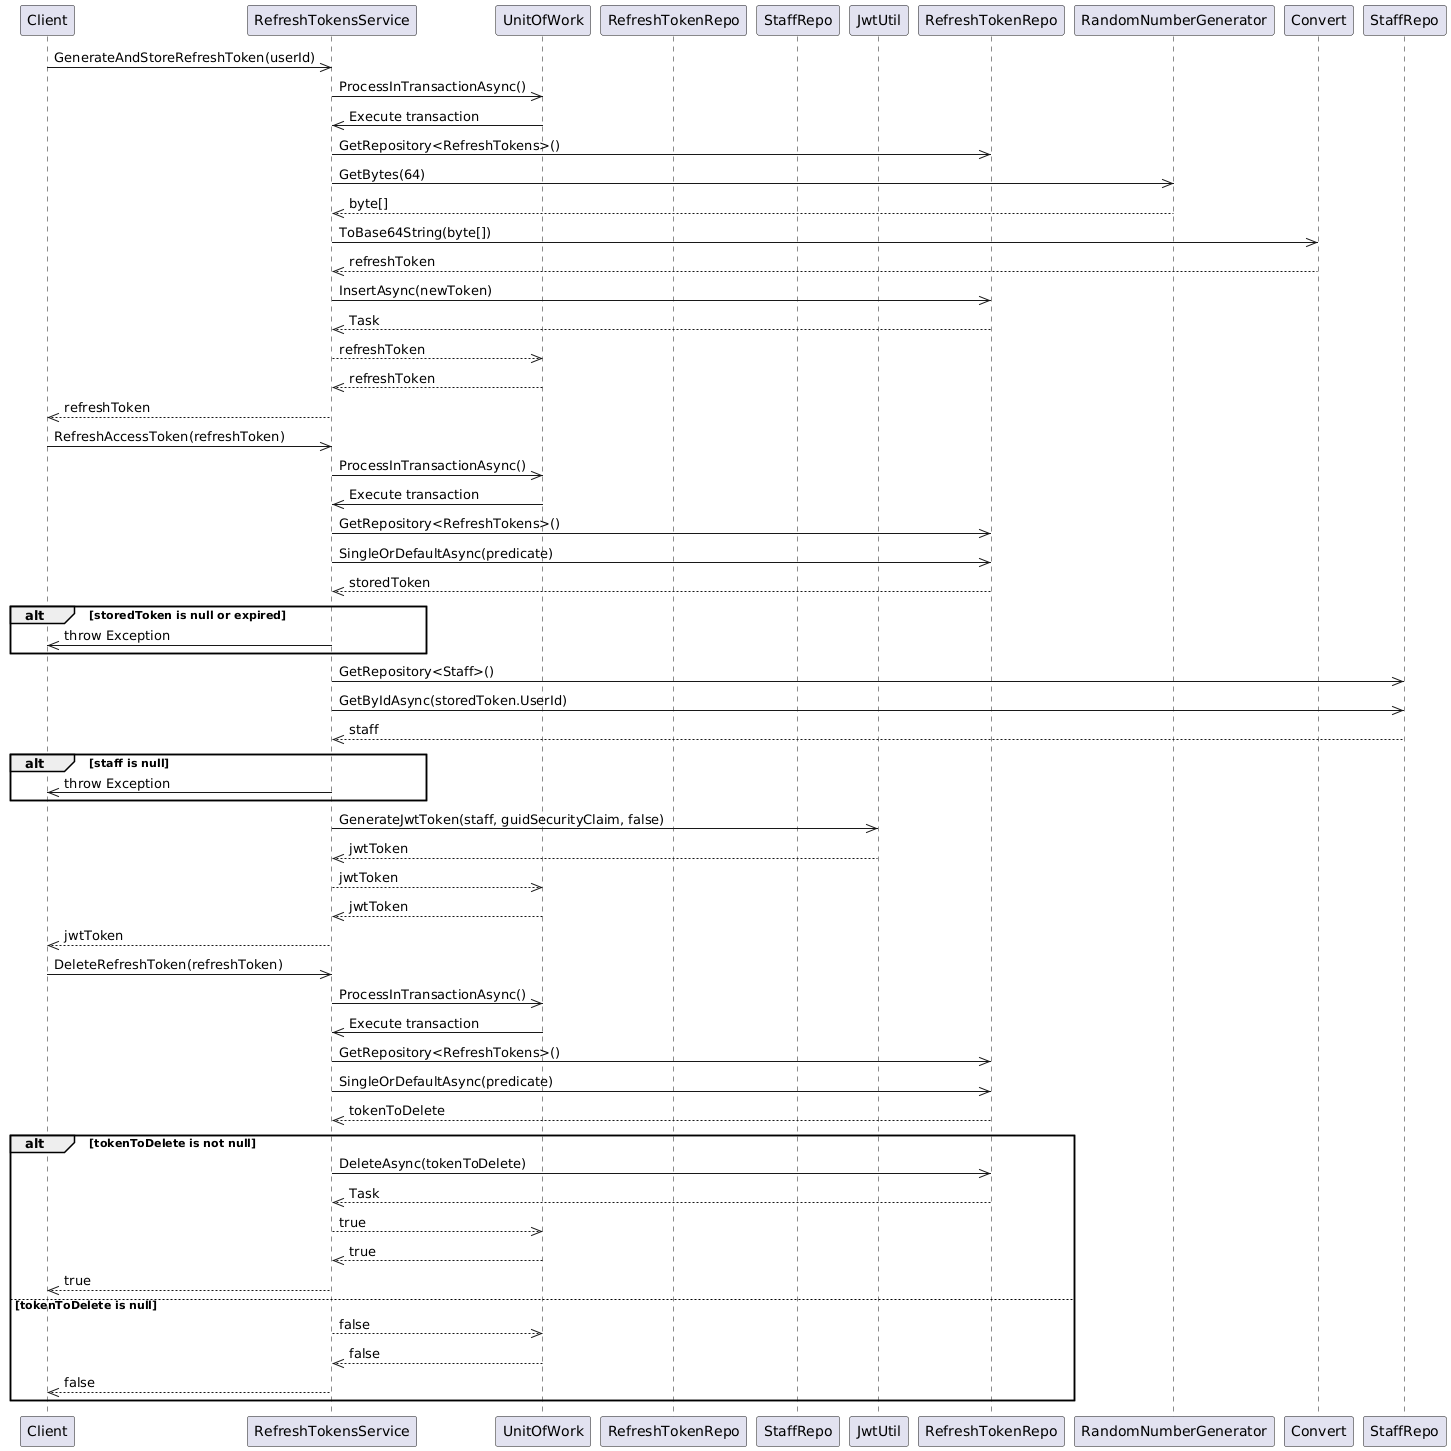 Client RefreshTokensService UnitOfWork RefreshTokenRepo StaffRepo JwtUtil RefreshTokenRepo RandomNumberGenerator Convert StaffRepo
GenerateAndStoreRefreshToken(userId)
ProcessInTransactionAsync()
Execute transaction
GetRepository<RefreshTokens>()
GetBytes(64)
byte[]
ToBase64String(byte[])
refreshToken
InsertAsync(newToken)
Task
refreshToken
refreshToken
refreshToken
RefreshAccessToken(refreshToken)
ProcessInTransactionAsync()
Execute transaction
GetRepository<RefreshTokens>()
SingleOrDefaultAsync(predicate)
storedToken
alt [storedToken is null or expired]
throw Exception
GetRepository<Staff>()
GetByIdAsync(storedToken.UserId)
staff
alt [staff is null]
throw Exception
GenerateJwtToken(staff, guidSecurityClaim, false)
jwtToken
jwtToken
jwtToken
jwtToken
DeleteRefreshToken(refreshToken)
ProcessInTransactionAsync()
Execute transaction
GetRepository<RefreshTokens>()
SingleOrDefaultAsync(predicate)
tokenToDelete
alt [tokenToDelete is not null]
DeleteAsync(tokenToDelete)
Task
true
true
true
[tokenToDelete is null]
false
false
false
Client RefreshTokensService UnitOfWork RefreshTokenRepo StaffRepo JwtUtil RefreshTokenRepo RandomNumberGenerator Convert StaffRepo